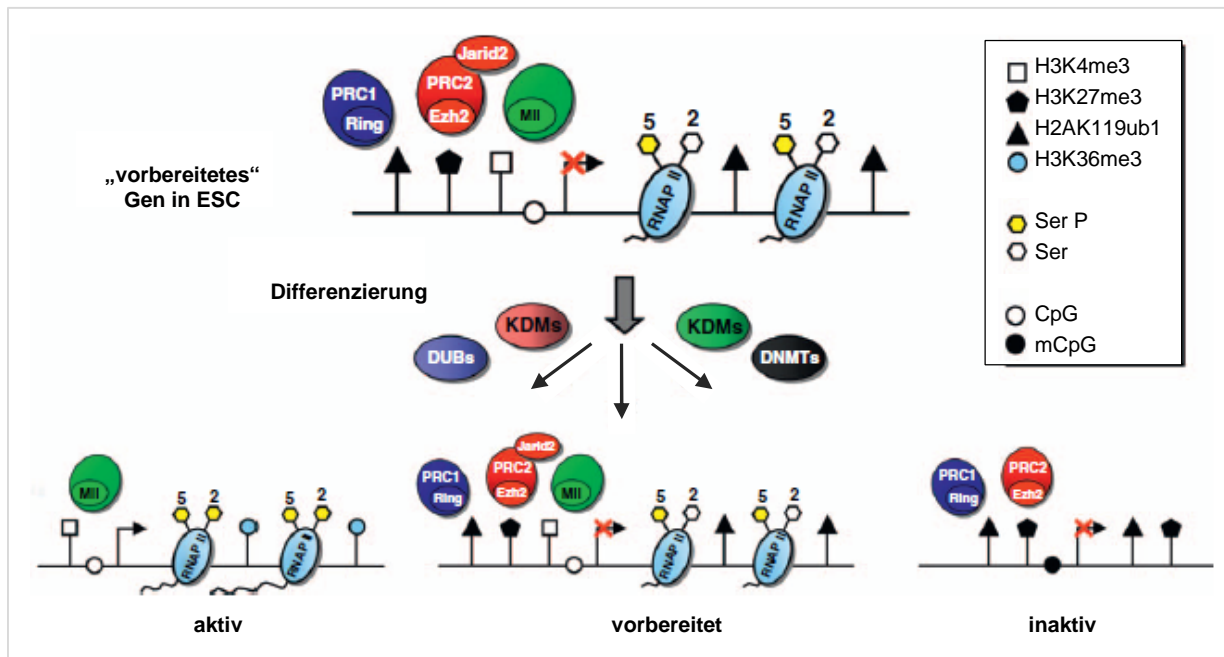 Jarid2
PRC1
PRC2
Ring
Ezh2
Mll
5 2 5 2
„vorbereitetes“
Gen in ESC
RNAP II
RNAP II
H3K4me3
H3K27me3
H2AK119ub1
H3K36me3
Ser P
Ser
CpG
mCpG
Differenzierung
KDMs
KDMs
DUBs
DNMTs
Mll
5 2 5 2
RNAP II
RNAP II
aktiv
Jarid2
PRC1
PRC2
Ring
Ezh2
Mll
5 2 5 2
RNAP II
RNAP II
vorbereitet
PRC1
PRC2
Ring
Ezh2
inaktiv